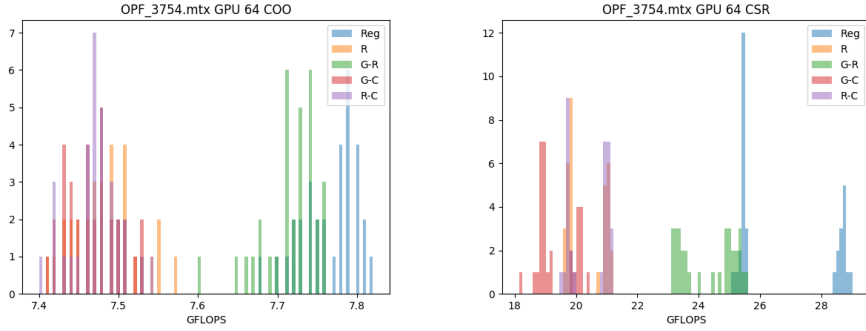 OPF_3754.mtx GPU 64 COO
7
6
5
4
3
2
1
0
7.4
7.5
7.6
7.7
7.8
GFLOPS
Reg
R
G-R
G-C
R-C
OPF_3754.mtx GPU 64 CSR
12
10
8
6
4
2
0
18
20
22
24
26
28
GFLOPS
Reg
R
G-R
G-C
R-C